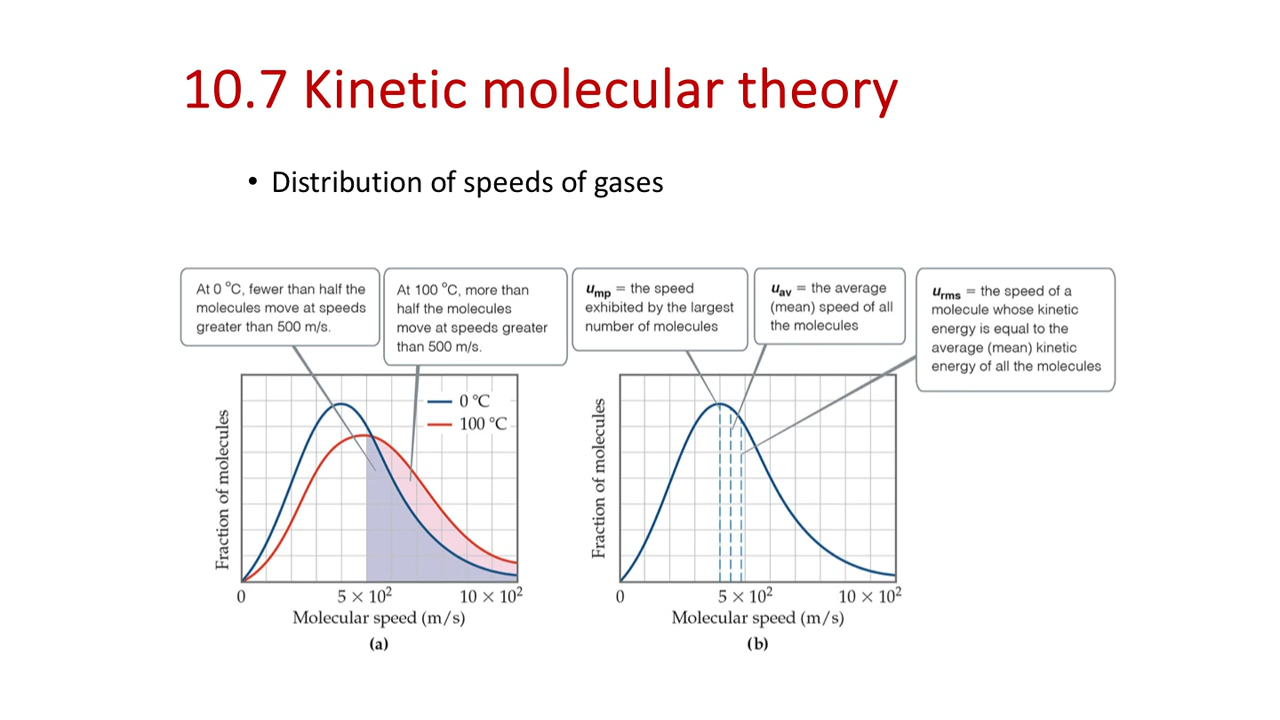 10.7 Kinetic molecular theory
• Distribution of speeds of gases
At 0 °C, fewer than half the
molecules move at speeds
greater than 500 m/s.
At 100 °C, more than
half the molecules
move at speeds greater
than 500 m/s.
ump = the speed
exhibited by the largest
number of molecules
uav = the average
(mean) speed of all
the molecules
urms = the speed of a
molecule whose kinetic
energy is equal to the
average (mean) kinetic
energy of all the molecules
Fraction of molecules
0 °C
100 °C
0
5 × 10²
10 × 10²
Molecular speed (m/s)
(a)
Fraction of molecules
0
5 × 10²
10 × 10²
Molecular speed (m/s)
(b)